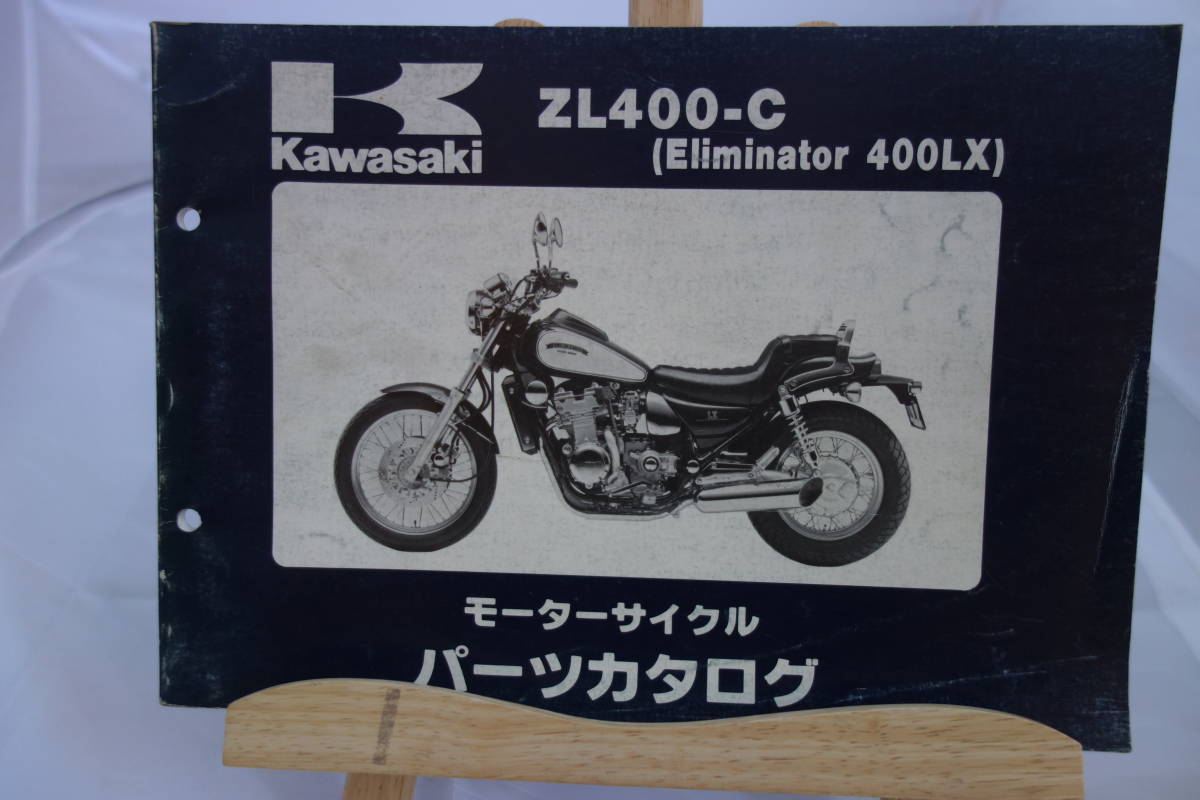 Kawasaki
ZL400-C
(Eliminator 400LX)
LX
モーターサイクル
パーツカタログ